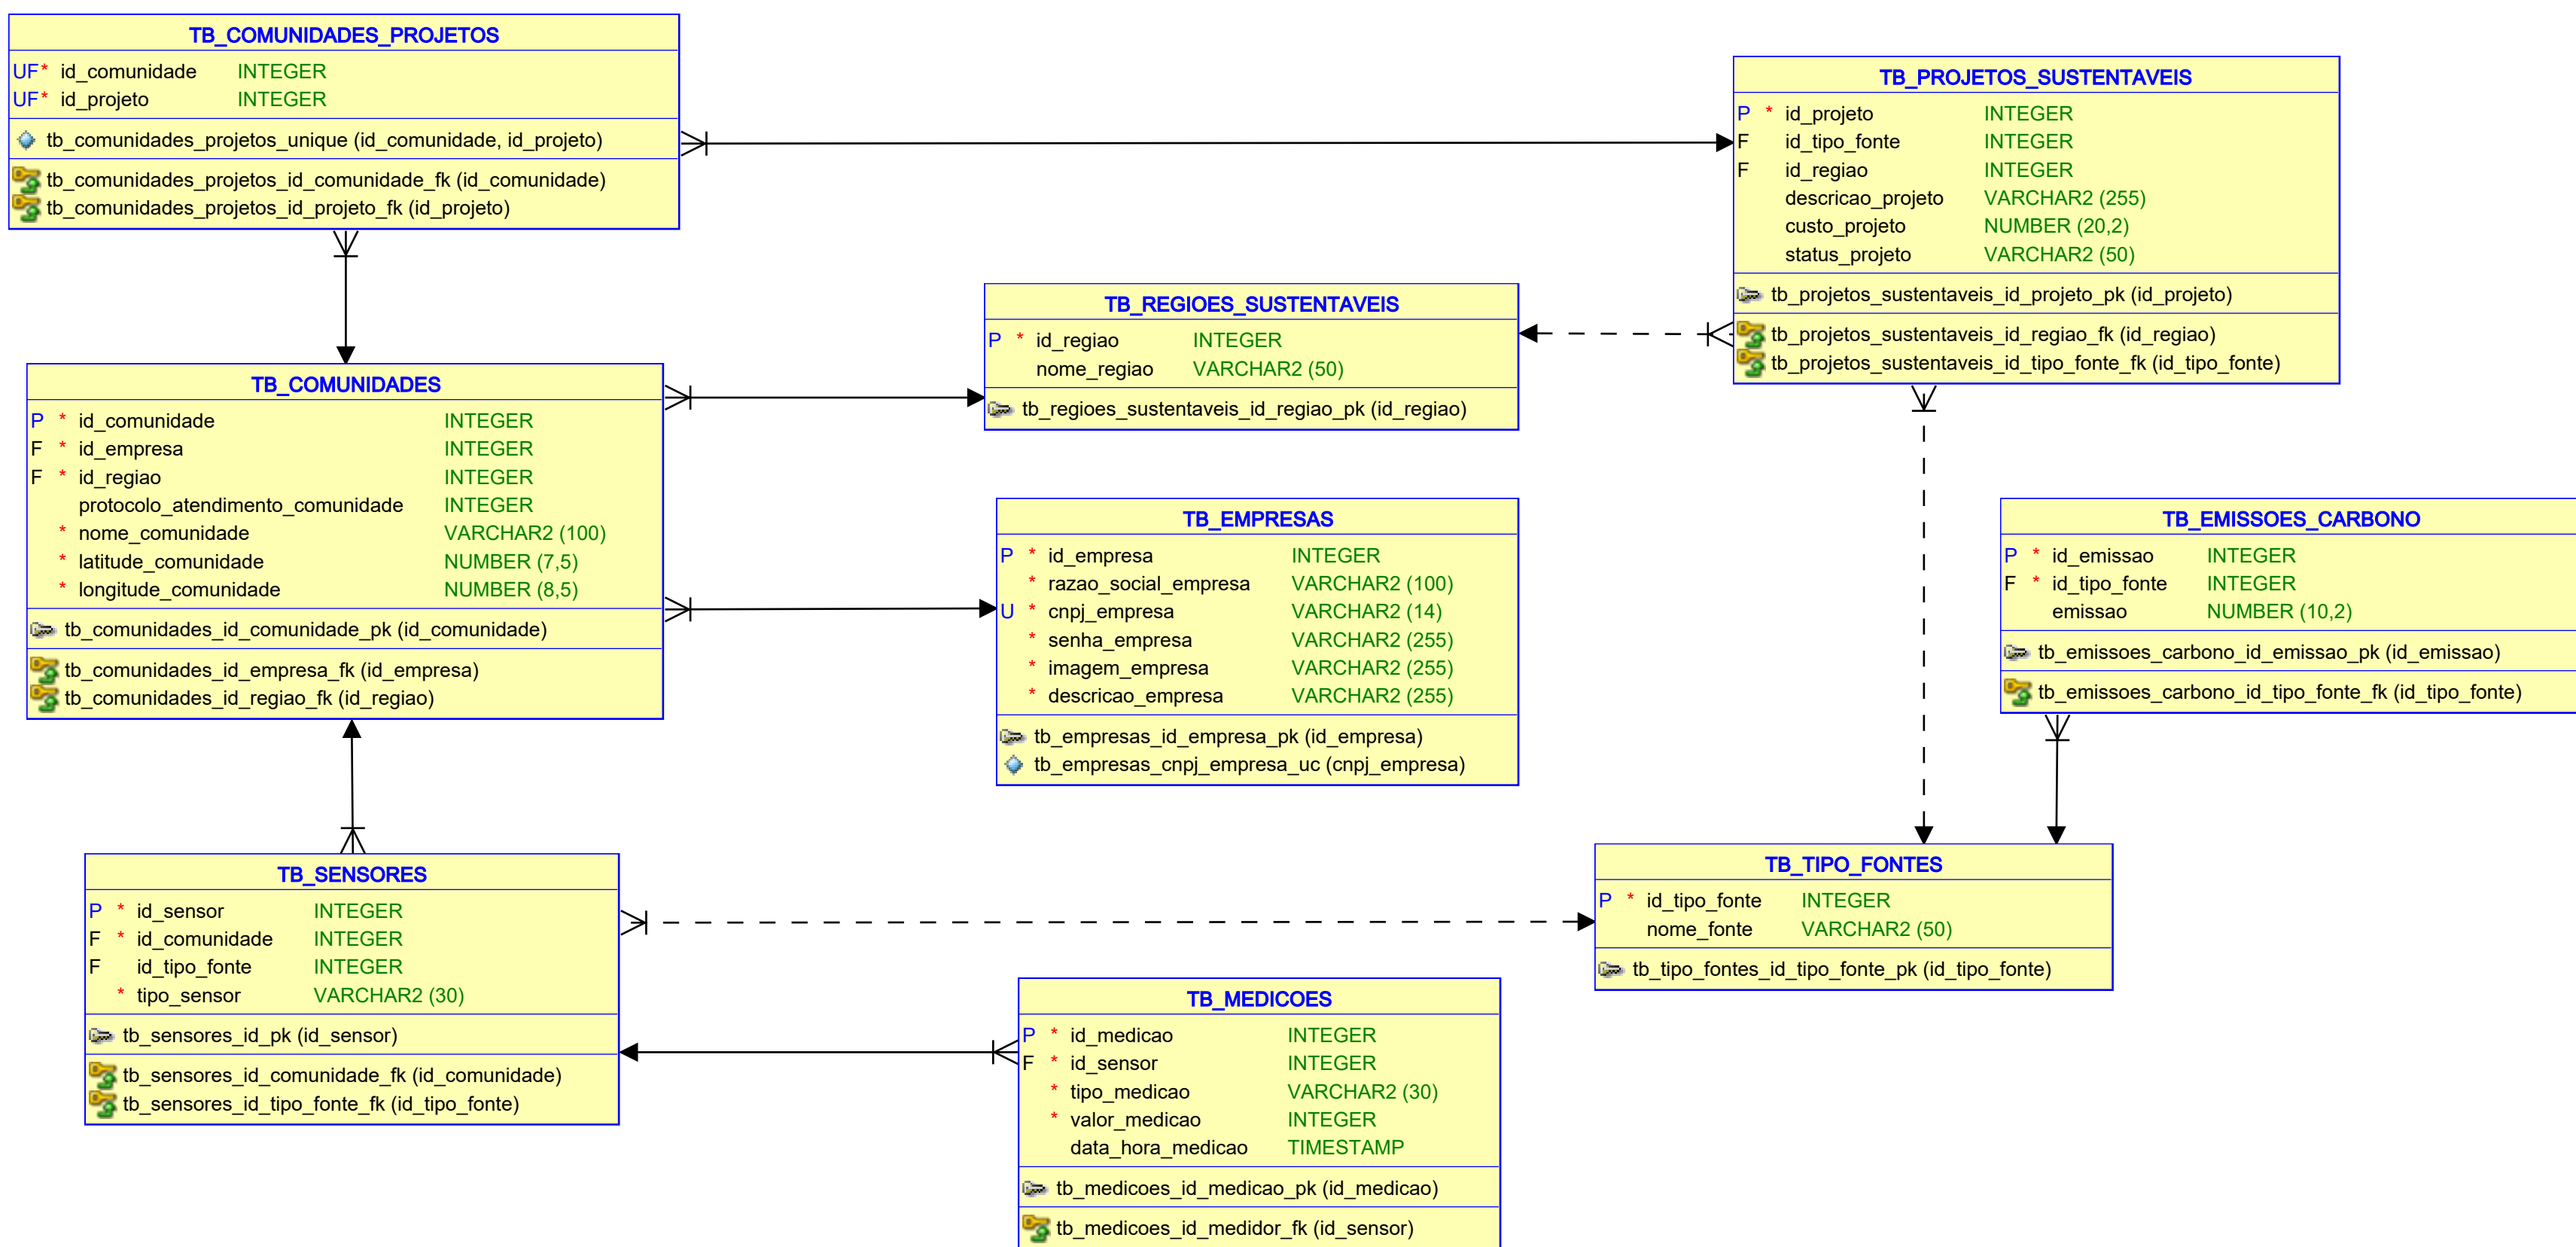 TB_COMUNIDADES_PROJETOS
UF* id_comunidade INTEGER
UF* id_projeto INTEGER
tb_comunidades_projetos_unique (id_comunidade, id_projeto)
tb_comunidades_projetos_id_comunidade_fk (id_comunidade)
tb_comunidades_projetos_id_projeto_fk (id_projeto)
TB_PROJETOS_SUSTENTAVEIS
P * id_projeto INTEGER
F id_tipo_fonte INTEGER
F id_regiao INTEGER
descricao_projeto VARCHAR2 (255)
custo_projeto NUMBER (20,2)
status_projeto VARCHAR2 (50)
tb_projetos_sustentaveis_id_projeto_pk (id_projeto)
tb_projetos_sustentaveis_id_regiao_fk (id_regiao)
tb_projetos_sustentaveis_id_tipo_fonte_fk (id_tipo_fonte)
TB_REGIOES_SUSTENTAVEIS
P * id_regiao INTEGER
nome_regiao VARCHAR2 (50)
tb_regioes_sustentaveis_id_regiao_pk (id_regiao)
TB_COMUNIDADES
P * id_comunidade INTEGER
F * id_empresa INTEGER
F * id_regiao INTEGER
protocolo_atendimento_comunidade INTEGER
* nome_comunidade VARCHAR2 (100)
* latitude_comunidade NUMBER (7,5)
* longitude_comunidade NUMBER (8,5)
tb_comunidades_id_comunidade_pk (id_comunidade)
tb_comunidades_id_empresa_fk (id_empresa)
tb_comunidades_id_regiao_fk (id_regiao)
TB_EMPRESAS
P * id_empresa INTEGER
* razao_social_empresa VARCHAR2 (100)
U * cnpj_empresa VARCHAR2 (14)
* senha_empresa VARCHAR2 (255)
* imagem_empresa VARCHAR2 (255)
* descricao_empresa VARCHAR2 (255)
tb_empresas_id_empresa_pk (id_empresa)
tb_empresas_cnpj_empresa_uc (cnpj_empresa)
TB_EMISSOES_CARBONO
P * id_emissao INTEGER
F * id_tipo_fonte INTEGER
emissao NUMBER (10,2)
tb_emissoes_carbono_id_emissao_pk (id_emissao)
tb_emissoes_carbono_id_tipo_fonte_fk (id_tipo_fonte)
TB_SENSORES
P * id_sensor INTEGER
F * id_comunidade INTEGER
F id_tipo_fonte INTEGER
* tipo_sensor VARCHAR2 (30)
tb_sensores_id_pk (id_sensor)
tb_sensores_id_comunidade_fk (id_comunidade)
tb_sensores_id_tipo_fonte_fk (id_tipo_fonte)
TB_TIPO_FONTES
P * id_tipo_fonte INTEGER
nome_fonte VARCHAR2 (50)
tb_tipo_fontes_id_tipo_fonte_pk (id_tipo_fonte)
TB_MEDICOES
P * id_medicao INTEGER
F * id_sensor INTEGER
* tipo_medicao VARCHAR2 (30)
* valor_medicao INTEGER
data_hora_medicao TIMESTAMP
tb_medicoes_id_medicao_pk (id_medicao)
tb_medicoes_id_medidor_fk (id_sensor)